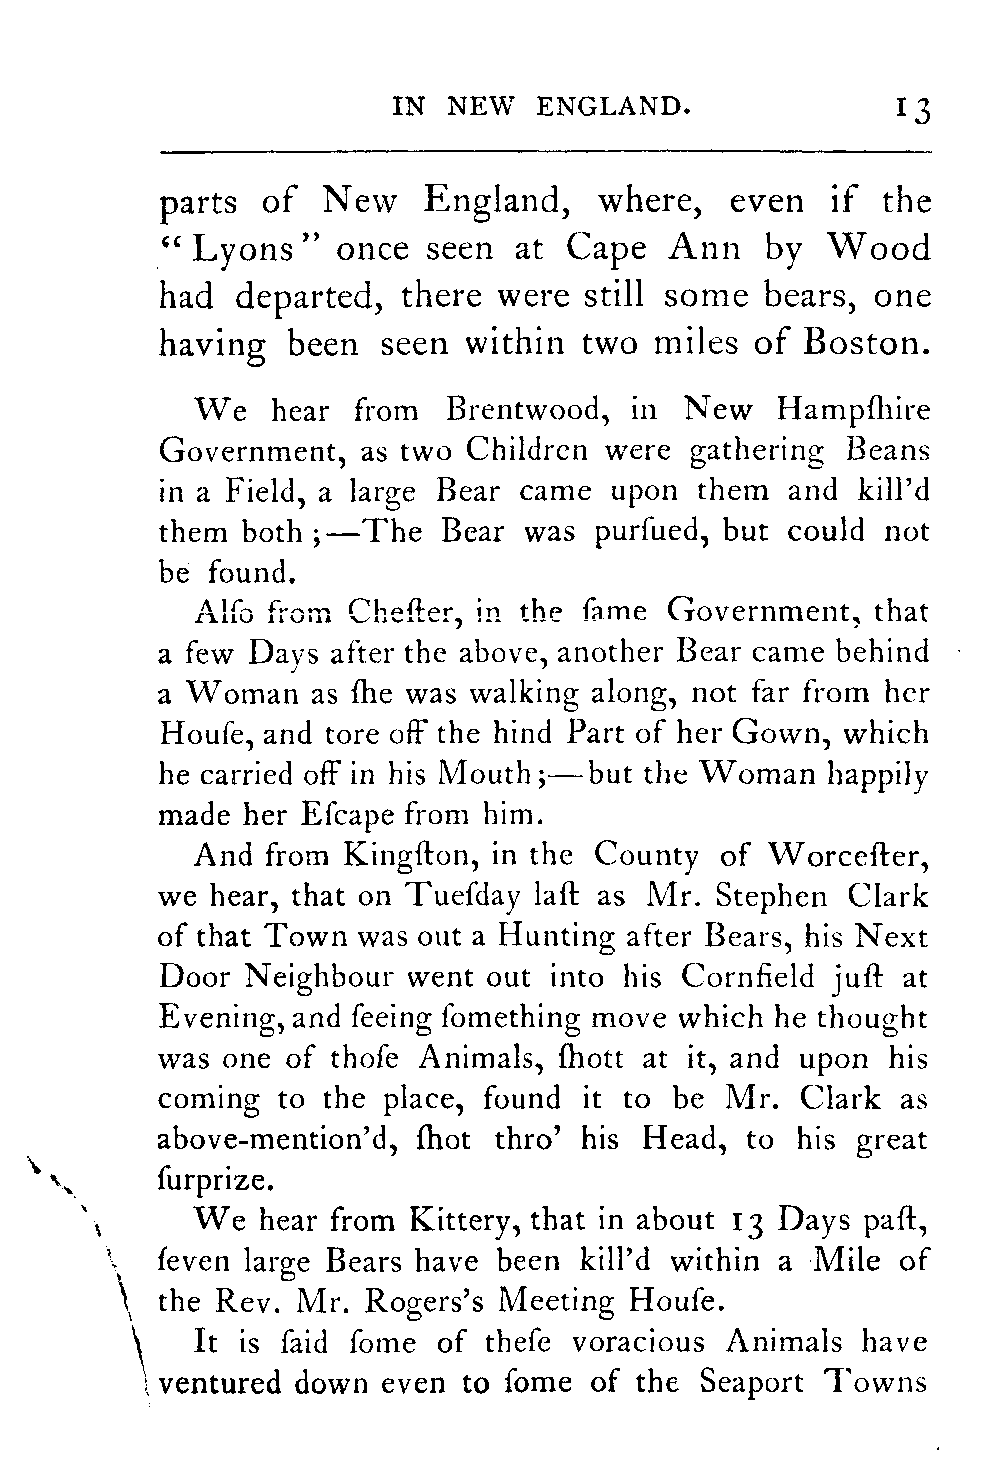 IN NEW ENGLAND. 13
parts of New England, where, even if the
“ Lyons ” once seen at Cape Ann by Wood
had departed, there were still some bears, one
having been seen within two miles of Boston.
We hear from Brentwood, in New Hampſhire
Government, as two Children were gathering Beans
in a Field, a large Bear came upon them and kill’d
them both ;—The Bear was purſued, but could not
be found.
Alſo from Cheſter, in the ſame Government, that
a few Days after the above, another Bear came behind
a Woman as ſhe was walking along, not far from her
Houſe, and tore off the hind Part of her Gown, which
he carried off in his Mouth ;—but the Woman happily
made her Eſcape from him.
And from Kingſton, in the County of Worceſter,
we hear, that on Tueſday laſt as Mr. Stephen Clark
of that Town was out a Hunting after Bears, his Next
Door Neighbour went out into his Cornfield juſt at
Evening, and ſeeing ſomething move which he thought
was one of thoſe Animals, ſhott at it, and upon his
coming to the place, found it to be Mr. Clark as
above-mention’d, ſhot thro’ his Head, to his great
ſurprize.
We hear from Kittery, that in about 13 Days paſt,
ſeven large Bears have been kill’d within a Mile of
the Rev. Mr. Rogers’s Meeting Houſe.
It is ſaid ſome of theſe voracious Animals have
ventured down even to ſome of the Seaport Towns